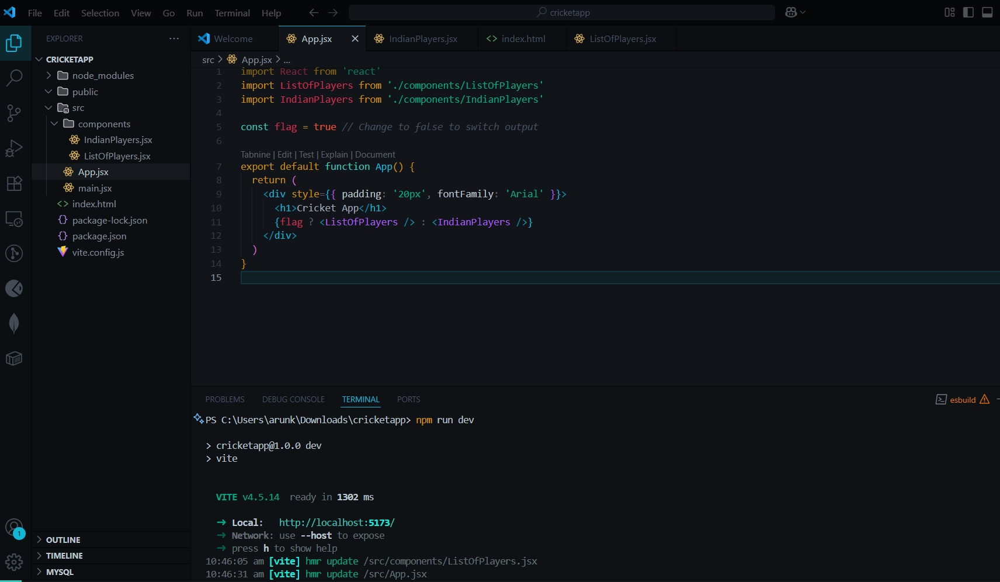 File Edit Selection View Go Run Terminal Help
cricketapp
EXPLORER
CRICKETAPP
node_modules
public
src
components
IndianPlayers.jsx
ListOfPlayers.jsx
App.jsx
main.jsx
index.html
package-lock.json
package.json
vite.config.js
1
OUTLINE
TIMELINE
MYSQL
Welcome App.jsx IndianPlayers.jsx index.html ListOfPlayers.jsx
src > App.jsx > ...
1 import React from 'react'
2 import ListOfPlayers from './components/ListOfPlayers'
3 import IndianPlayers from './components/IndianPlayers'
4
5 const flag = true // Change to false to switch output
6
Tabnine | Edit | Test | Explain | Document
7 export default function App() {
8 return (
9 <div style={{ padding: '20px', fontFamily: 'Arial' }}>
10 <h1>Cricket App</h1>
11 {flag ? <ListOfPlayers /> : <IndianPlayers />}
12 </div>
13 )
14 }
15
PROBLEMS DEBUG CONSOLE TERMINAL PORTS
esbuild
PS C:\Users\arunk\Downloads\cricketapp> npm run dev
> cricketapp@1.0.0 dev
> vite
VITE v4.5.14 ready in 1302 ms
➜ Local: http://localhost:5173/
➜ Network: use --host to expose
➜ press h to show help
10:46:05 am [vite] hmr update /src/components/ListOfPlayers.jsx
10:46:31 am [vite] hmr update /src/App.jsx